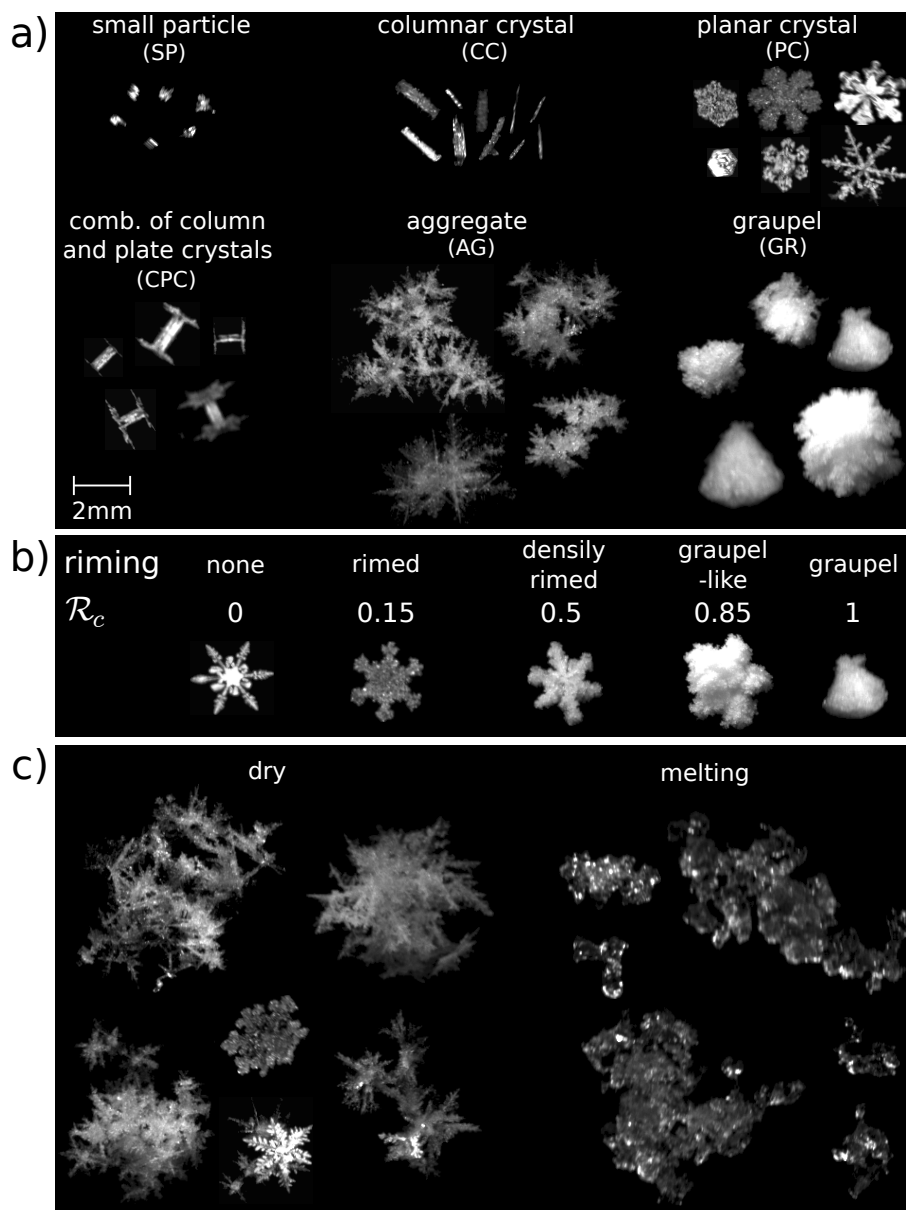 a)
small particle
(SP)
columnar crystal
(CC)
planar crystal
(PC)
comb. of column
and plate crystals
(CPC)
aggregate
(AG)
graupel
(GR)
2mm
b)
riming
none
rimed
densily
rimed
graupel
-like
graupel
ℛc
0
0.15
0.5
0.85
1
c)
dry
melting